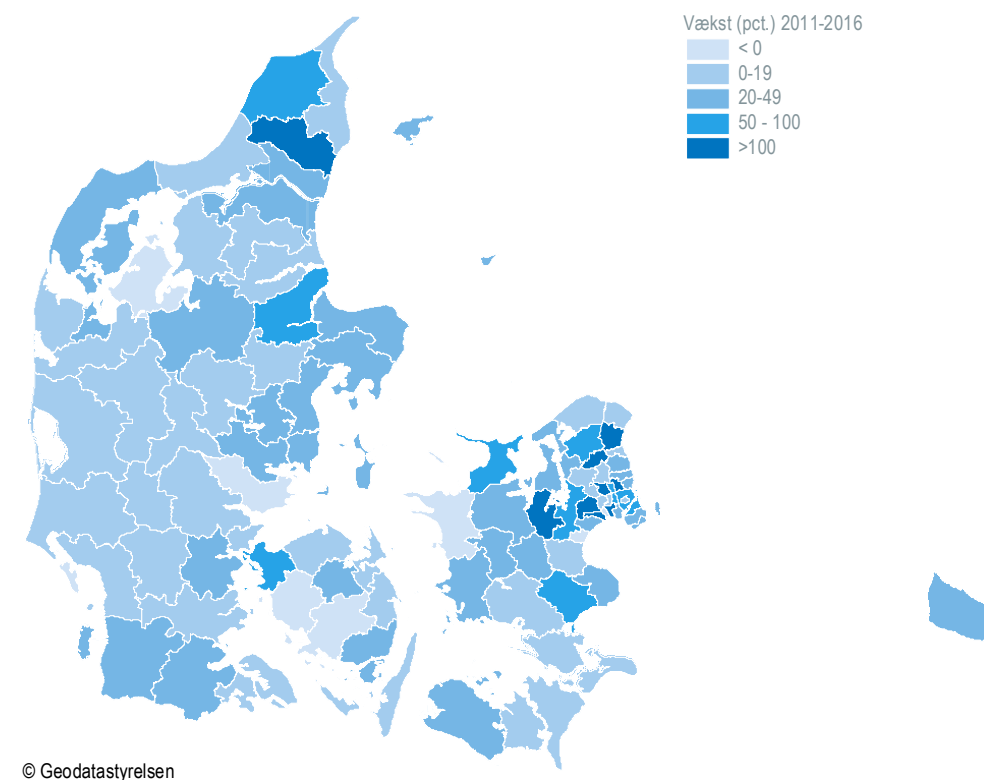 Vækst (pct.) 2011-2016
< 0
0-19
20-49
50 - 100
>100
© Geodatastyrelsen